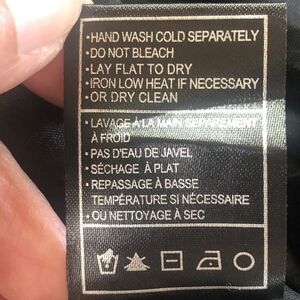 •HAND WASH COLD SEPARATELY
•DO NOT BLEACH
•LAY FLAT TO DRY
•IRON LOW HEAT IF NECESSARY
OR DRY CLEAN
•LAVAGE À LA MAIN SEPAREMENT
À FROID
•PAS D'EAU DE JAVEL
•SÉCHAGE À PLAT
•REPASSAGE À BASSE
TEMPÉRATURE SI NÉCESSAIRE
•OU NETTOYAGE À SEC